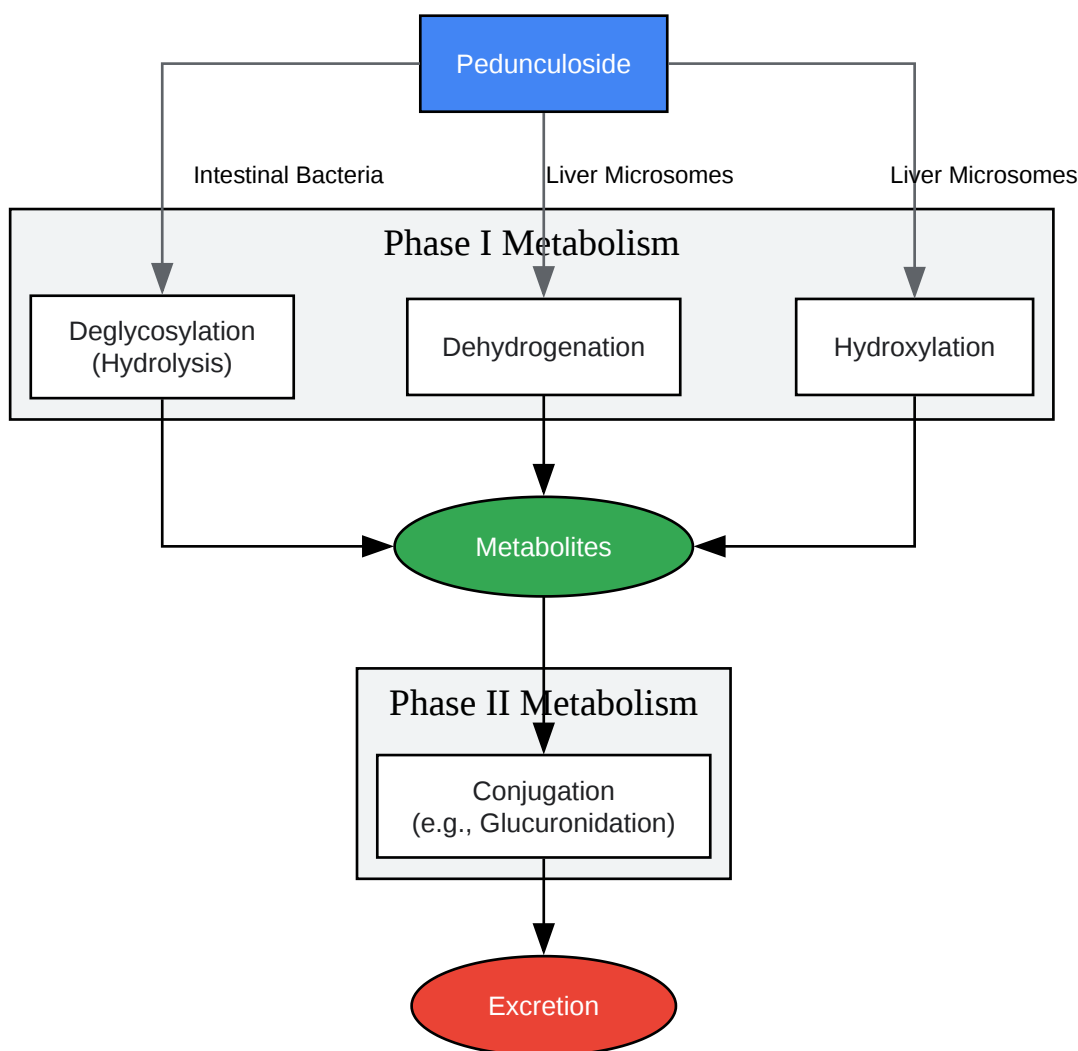 Pedunculoside
Intestinal Bacteria
Liver Microsomes
Liver Microsomes
Phase I Metabolism
Deglycosylation
(Hydrolysis)
Dehydrogenation
Hydroxylation
Metabolites
Phase II Metabolism
Conjugation
(e.g., Glucuronidation)
Excretion